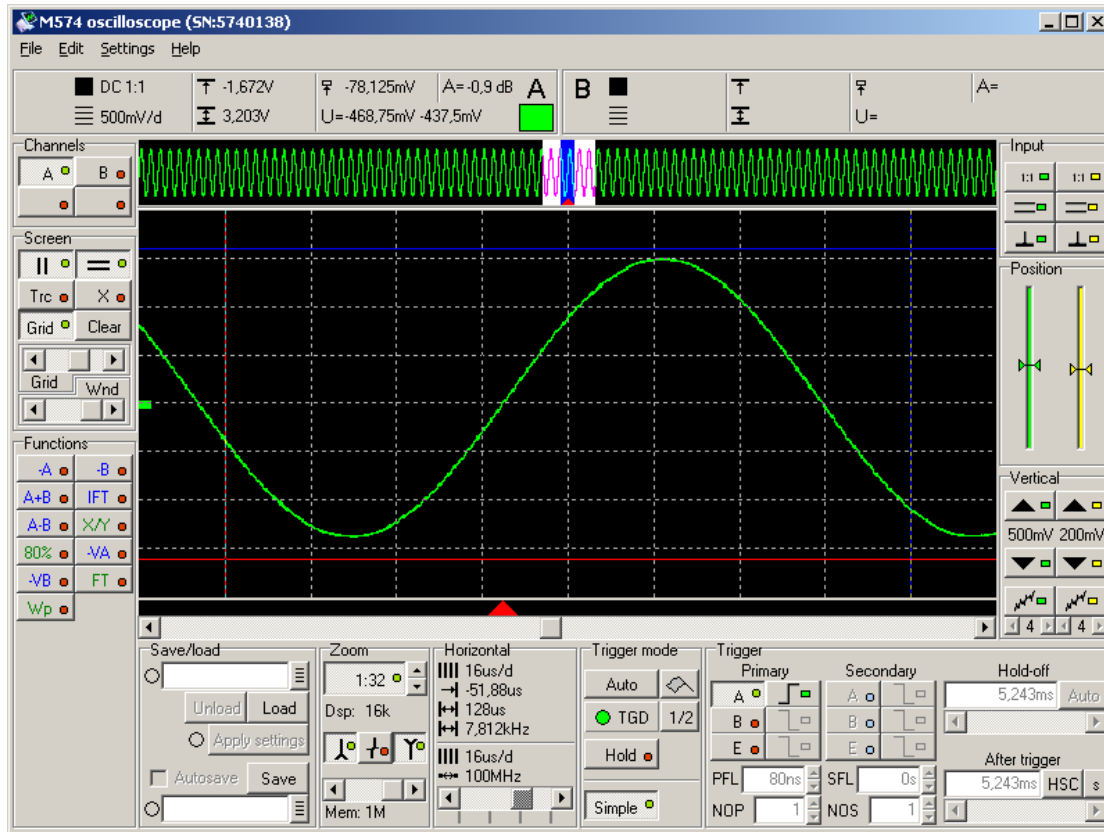 M574 oscilloscope (SN:5740138)
File Edit Settings Help
DC 1:1 -1,672V -78,125mV A=-0,9 dB A B A=
500mV/d 3,203V U=-468,75mV -437,5mV U=
Channels
A B
Input
1:1 1:1
Screen
Trc X
Grid Clear
Grid Wnd
Position
Functions
-A -B
A+B IFT
A-B X/Y
80% -VA
-VB FT
Wp
Vertical
500mV 200mV
4 4
Save/load
Unload Load
Apply settings
Autosave Save
Zoom
1:32
Dsp: 16k
Mem: 1M
Horizontal
16us/d
-51,88us
128us
7,812kHz
16us/d
100MHz
Trigger mode
Auto
TGD 1/2
Hold
Simple
Trigger
Primary Secondary
A A
B B
E E
PFL 80ns SFL 0s
NOP 1 NOS 1
Hold-off
5,243ms Auto
After trigger
5,243ms HSC s